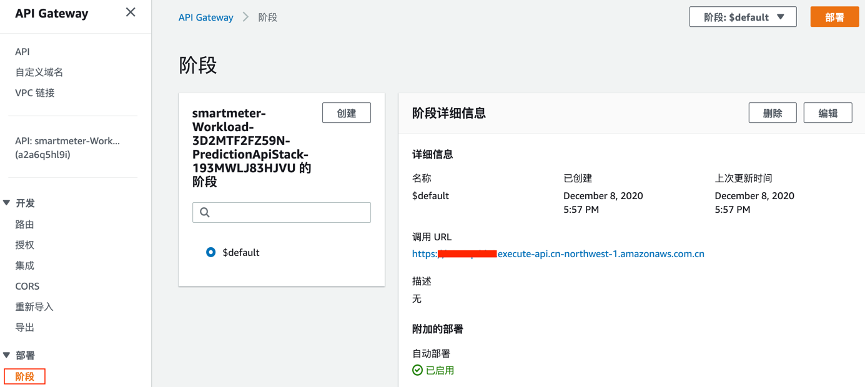 API Gateway
API
自定义域名
VPC 链接
API: smartmeter-Work...
(a2a6q5hl9i)
开发
路由
授权
集成
CORS
重新导入
导出
部署
阶段
API Gateway > 阶段
阶段: $default
部署
阶段
smartmeter-
Workload-
3D2MTF2FZ59N-
PredictionApiStack-
193MWLJ83HJVU 的
阶段
创建
$default
阶段详细信息
删除
编辑
详细信息
名称
$default
已创建
December 8, 2020
5:57 PM
上次更新时间
December 8, 2020
5:57 PM
调用 URL
https: execute-api.cn-northwest-1.amazonaws.com.cn
描述
无
附加的部署
自动部署
已启用